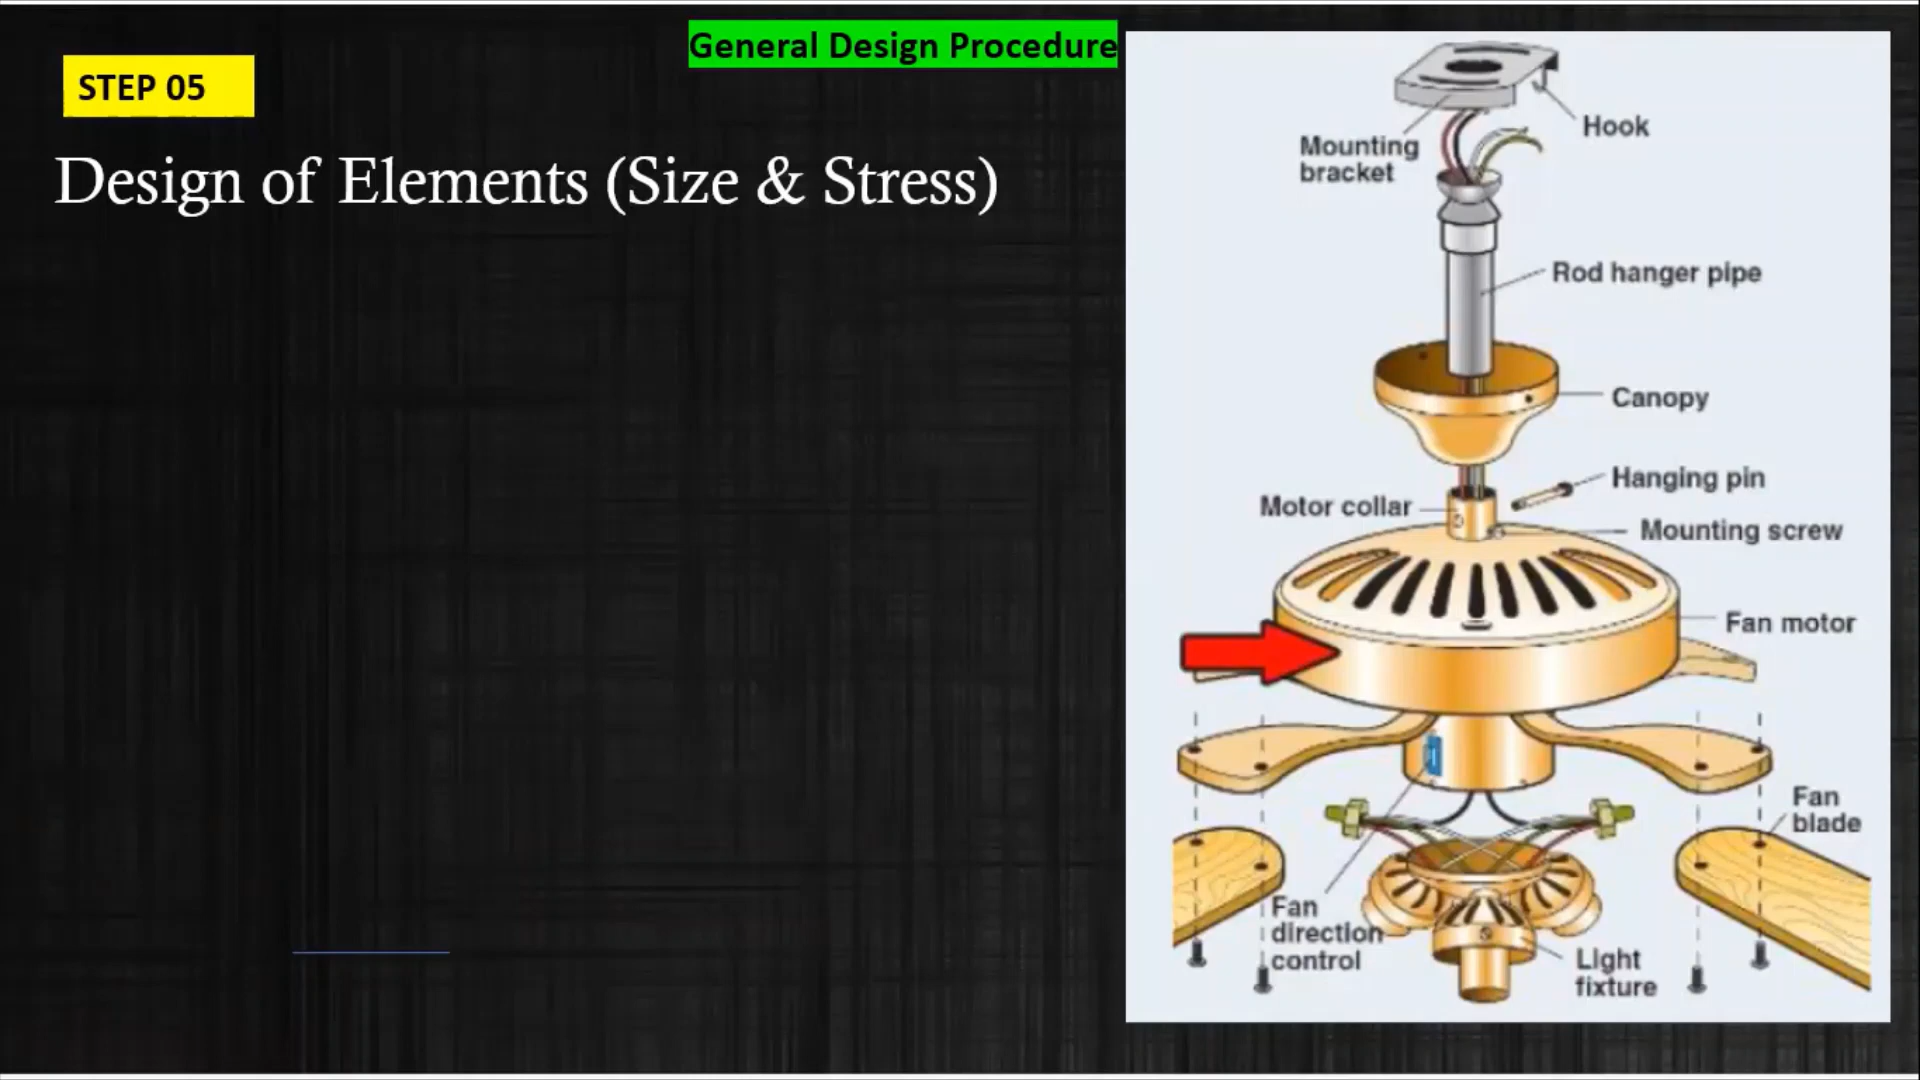 General Design Procedure
STEP 05
Design of Elements (Size & Stress)
Hook
Mounting
bracket
Rod hanger pipe
Canopy
Hanging pin
Motor collar
Mounting screw
Fan motor
Fan
blade
Fan
direction
control
Light
fixture